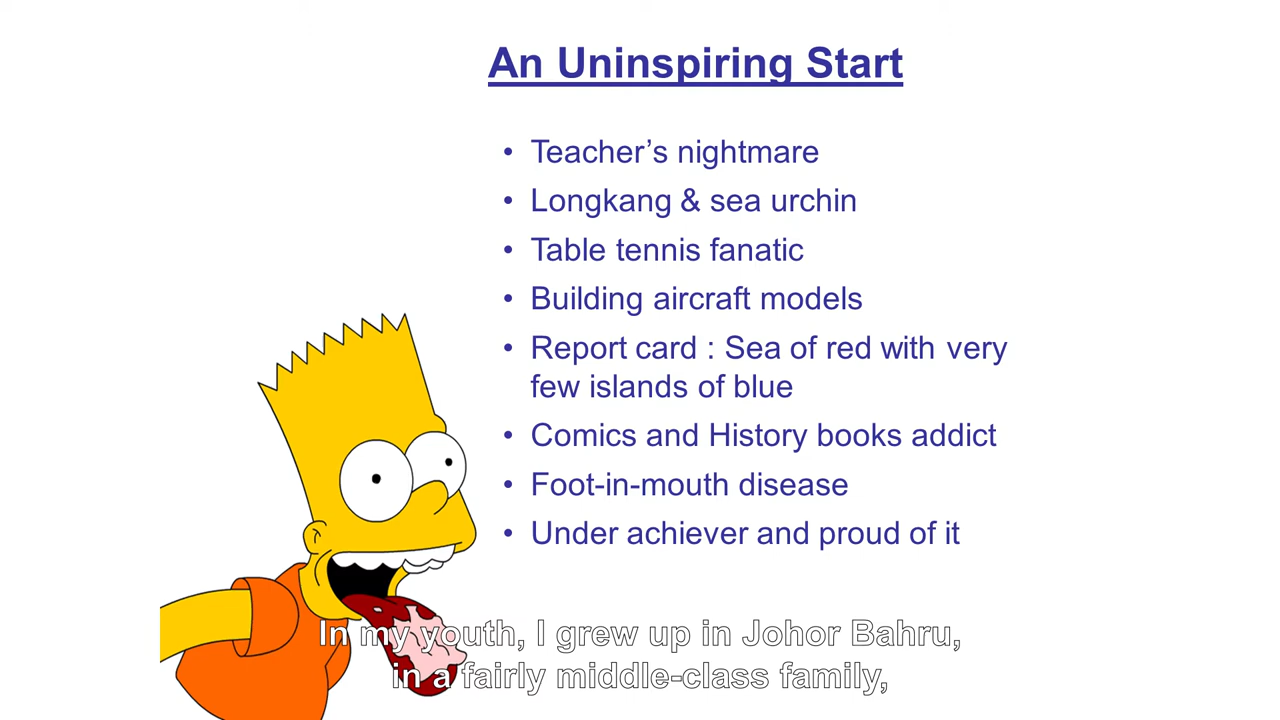 An Uninspiring Start
• Teacher’s nightmare
• Longkang & sea urchin
• Table tennis fanatic
• Building aircraft models
• Report card : Sea of red with very
few islands of blue
• Comics and History books addict
• Foot-in-mouth disease
• Under achiever and proud of it
In my youth, I grew up in Johor Bahru,
in a fairly middle-class family,